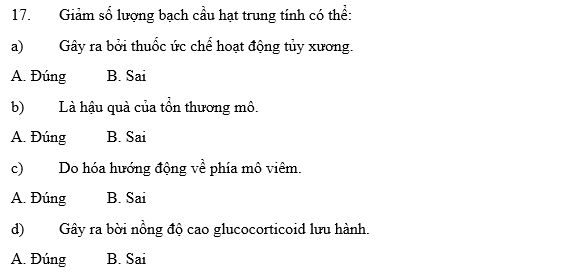 17. Giảm số lượng bạch cầu hạt trung tính có thể:
a) Gây ra bởi thuốc ức chế hoạt động tủy xương.
A. Đúng B. Sai
b) Là hậu quả của tổn thương mô.
A. Đúng B. Sai
c) Do hóa hướng động về phía mô viêm.
A. Đúng B. Sai
d) Gây ra bời nồng độ cao glucocorticoid lưu hành.
A. Đúng B. Sai